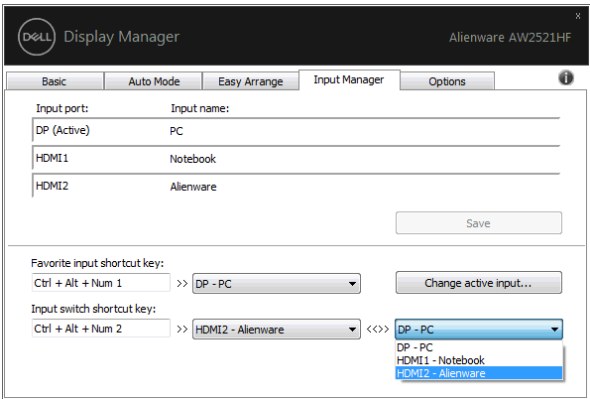 x
DELL Display Manager Alienware AW2521HF
Basic Auto Mode Easy Arrange Input Manager Options i
Input port: Input name:
DP (Active) PC
HDMI1 Notebook
HDMI2 Alienware
Save
Favorite input shortcut key:
Ctrl + Alt + Num 1 >> DP - PC Change active input...
Input switch shortcut key:
Ctrl + Alt + Num 2 >> HDMI2 - Alienware <<>> DP - PC
DP - PC
HDMI1 - Notebook
HDMI2 - Alienware